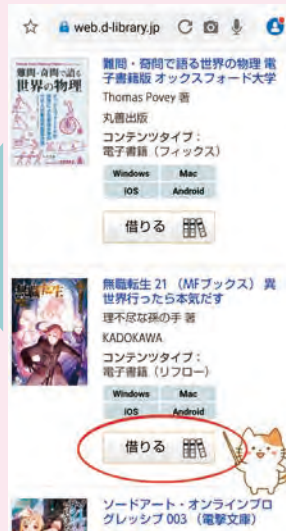 web.d-library.jp
難問・奇問で語る
世界の物理
難問・奇問で語る世界の物理 電
子書籍版 オックスフォード大学
Thomas Povey 著
丸善出版
コンテンツタイプ：
電子書籍（フィックス）
Windows Mac
iOS Android
借りる
無職転生 21 （MFブックス） 異
世界行ったら本気だす
理不尽な孫の手 著
KADOKAWA
コンテンツタイプ：
電子書籍（リフロー）
Windows Mac
iOS Android
借りる
ソードアート・オンラインプロ
グレッシブ 003 （電撃文庫）